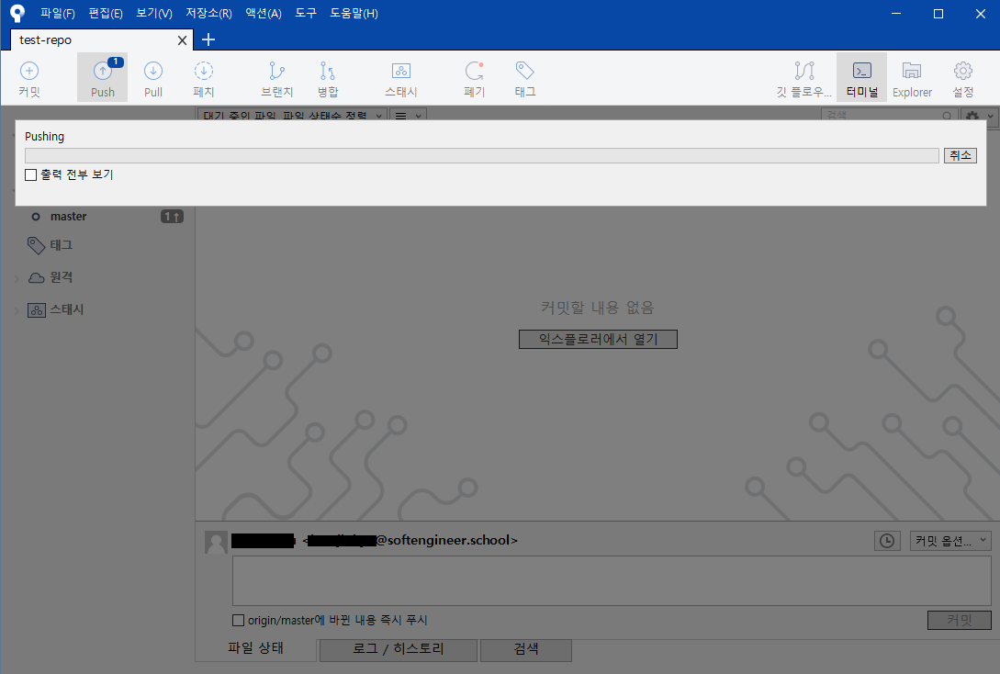 파일(F) 편집(E) 보기(V) 저장소(R) 액션(A) 도구 도움말(H)
test-repo
1
커밋 Push Pull 페치 브랜치 병합 스태시 폐기 태그 깃 플로우... 터미널 Explorer 설정
대기 중인 파일, 파일 상태순 정렬 검색
Pushing
취소
출력 전부 보기
master 1↑
태그
원격
스태시
커밋할 내용 없음
익스플로러에서 열기
@softengineer.school>
커밋 옵션...
origin/master에 바뀐 내용 즉시 푸시
커밋
파일 상태 로그 / 히스토리 검색